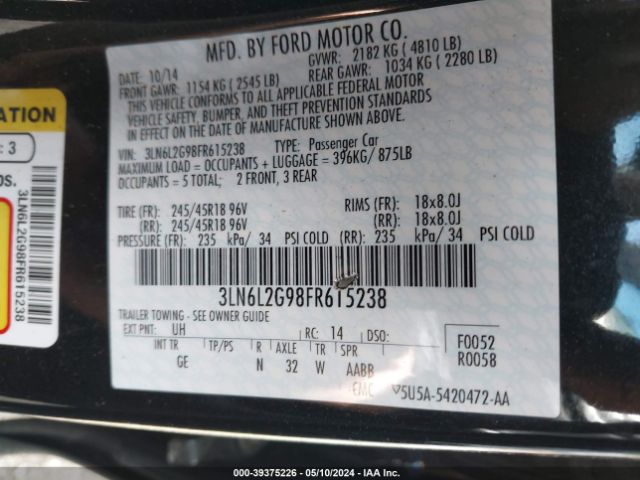 MFD. BY FORD MOTOR CO.
DATE: 10/14 GVWR: 2182 KG ( 4810 LB)
FRONT GAWR: 1154 KG ( 2545 LB) REAR GAWR: 1034 KG ( 2280 LB)
THIS VEHICLE CONFORMS TO ALL APPLICABLE FEDERAL MOTOR
VEHICLE SAFETY, BUMPER, AND THEFT PREVENTION STANDARDS
IN EFFECT ON THE DATE OF MANUFACTURE SHOWN ABOVE.
VIN: 3LN6L2G98FR615238 TYPE: Passenger Car
MAXIMUM LOAD = OCCUPANTS + LUGGAGE = 396KG/ 875LB
OCCUPANTS = 5 TOTAL; 2 FRONT, 3 REAR
TIRE (FR): 245/45R18 96V RIMS (FR): 18x8.0J
(RR): 245/45R18 96V (RR): 18x8.0J
PRESSURE (FR): 235 kPa/ 34 PSI COLD (RR): 235 kPa/ 34 PSI COLD
3LN6L2G98FR615238
TRAILER TOWING - SEE OWNER GUIDE
EXT PNT: UH RC: 14 DSO:
F0052
R0058
INT TR TP/PS R AXLE TR SPR
GE N 32 W AABB
EMC
5U5A-5420472-AA
ATION
: 3
os.
3LN6L2G98FR615238
000-39375226 - 05/10/2024 - IAA Inc.